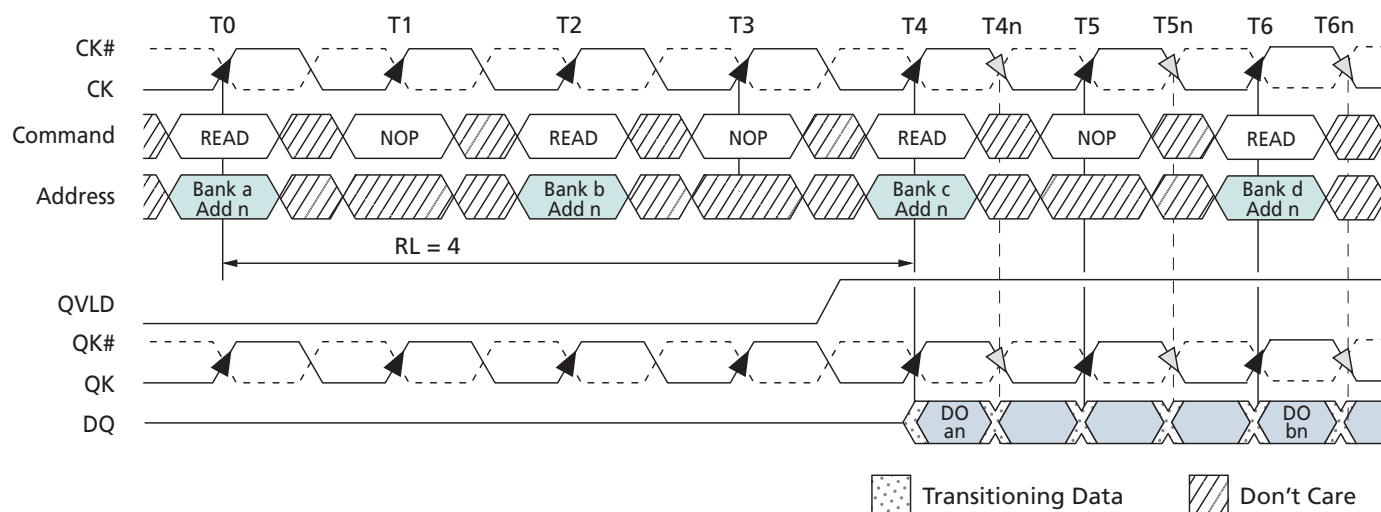 T0 T1 T2 T3 T4 T4n T5 T5n T6 T6n
CK#
CK
Command READ NOP READ NOP READ NOP READ
Address Bank a Add n Bank b Add n Bank c Add n Bank d Add n
RL = 4
QVLD
QK#
QK
DQ DO an DO bn
Transitioning Data Don't Care